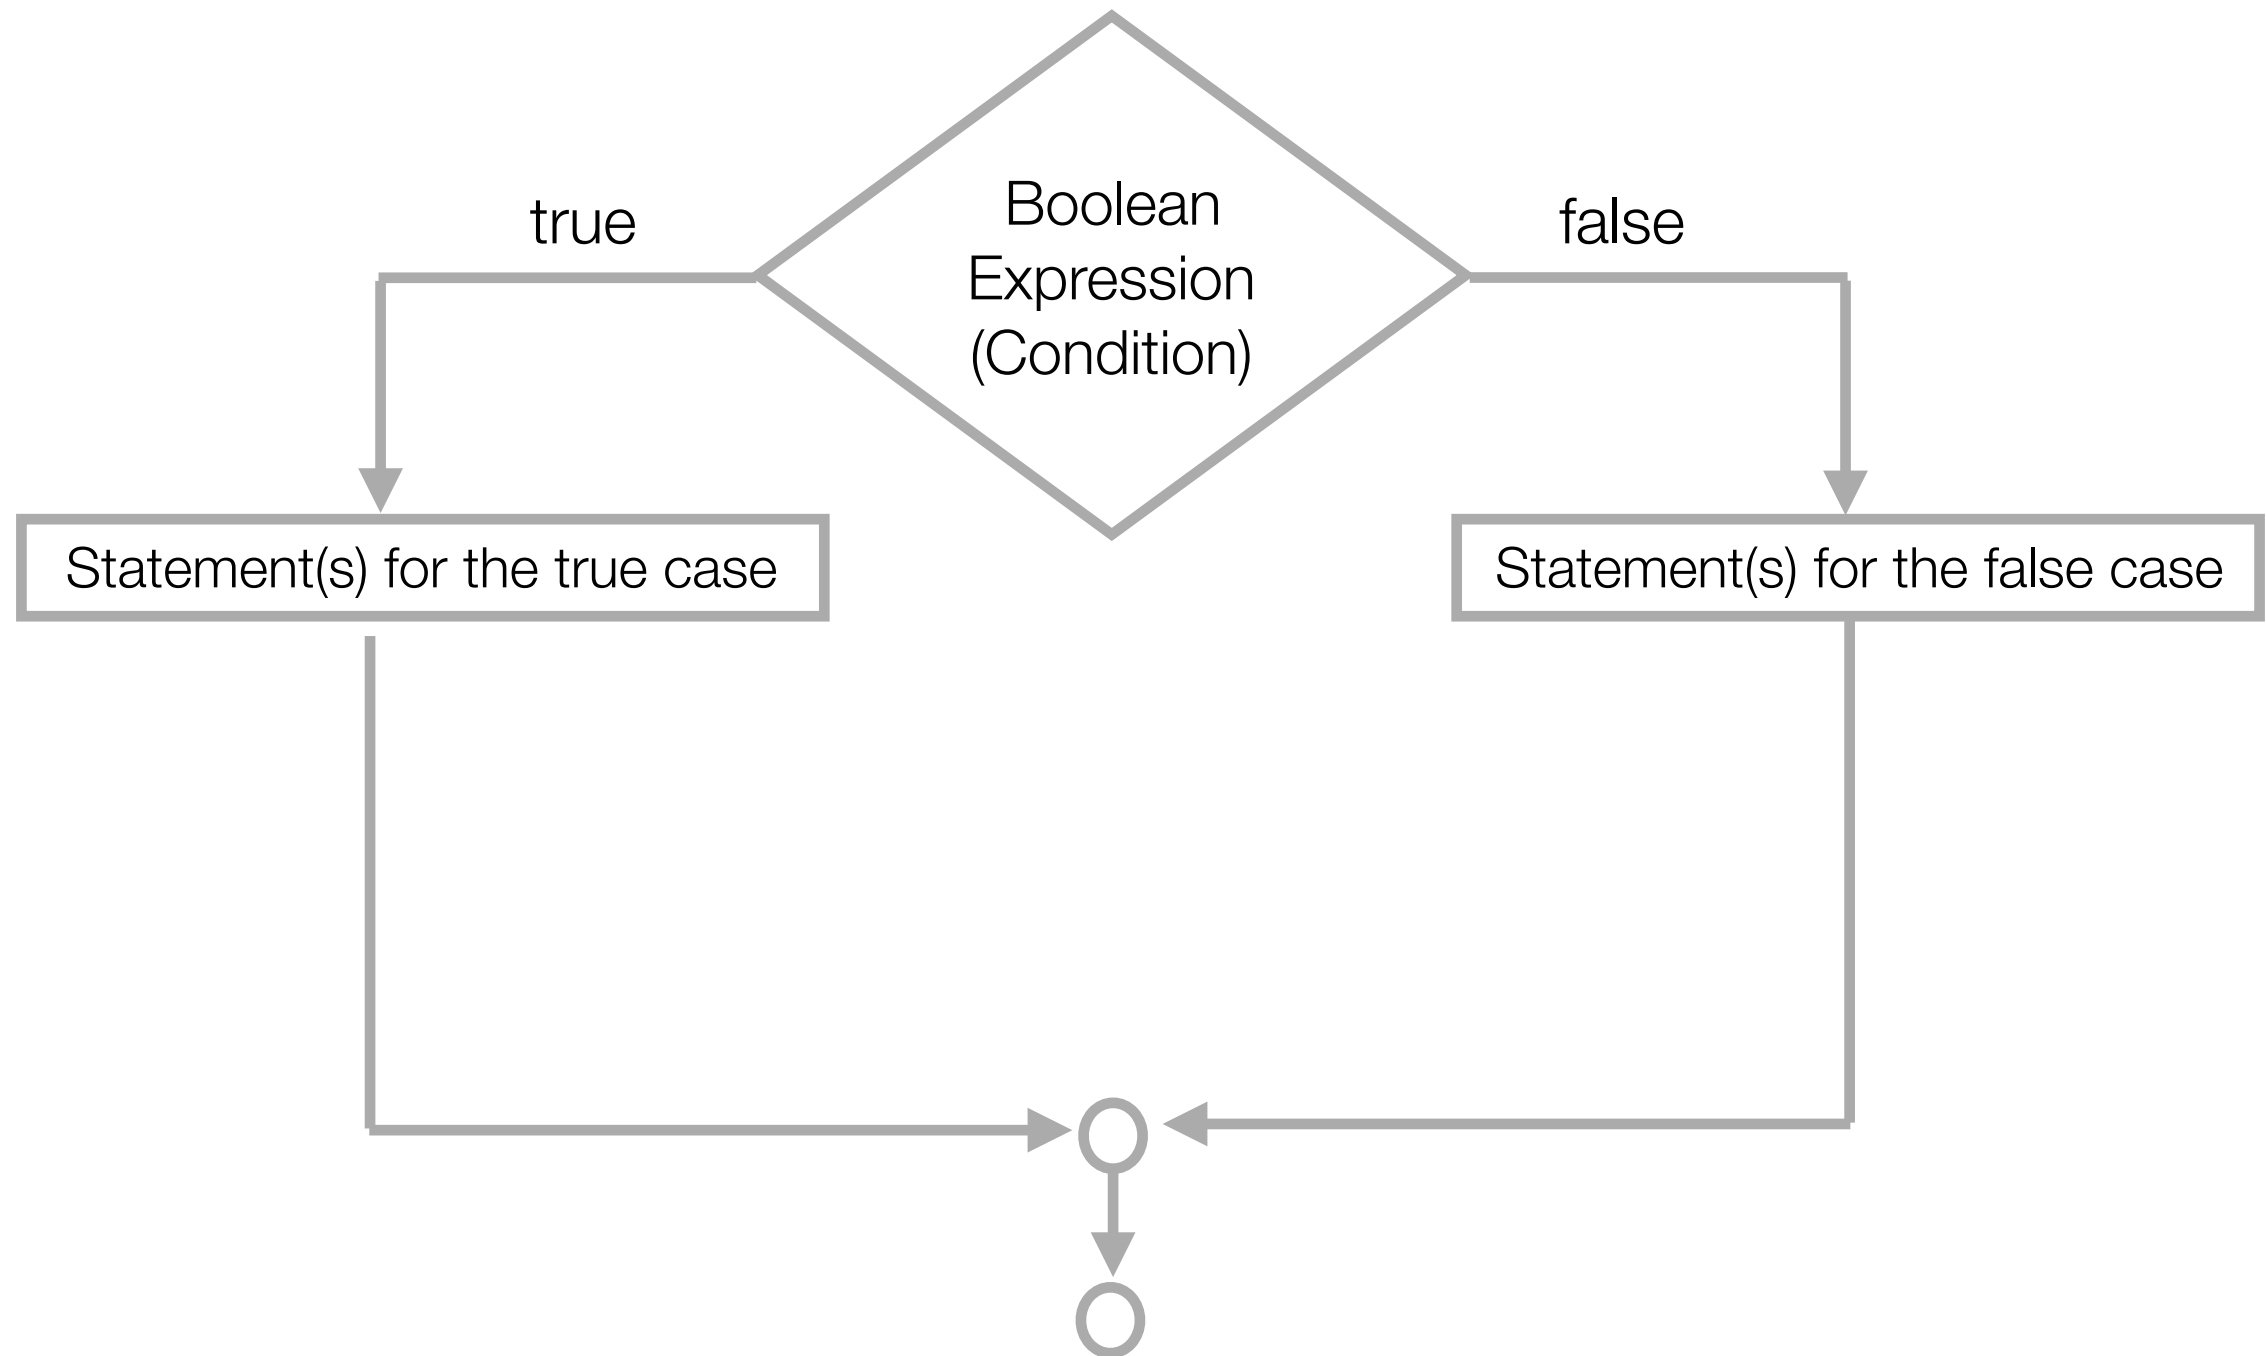 Boolean
Expression
(Condition)
true
false
Statement(s) for the true case
Statement(s) for the false case